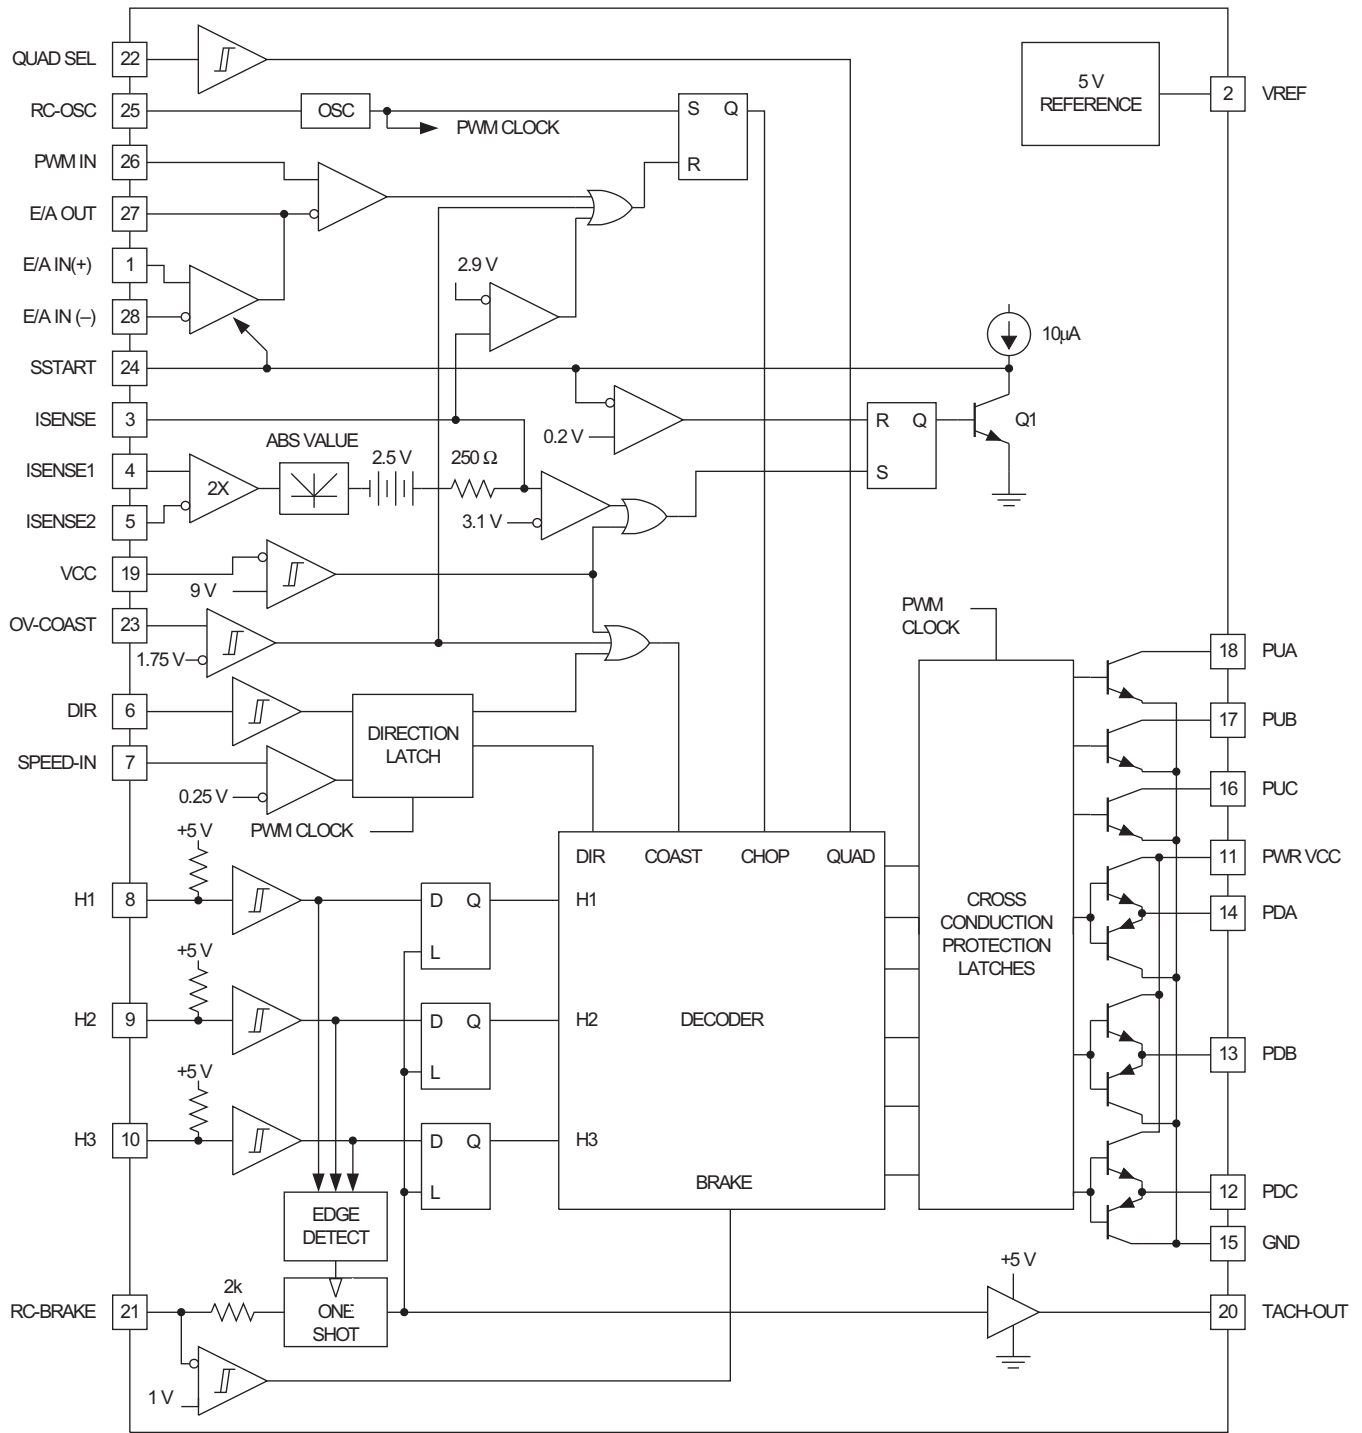 QUAD SEL 22
RC-OSC 25 OSC PWM CLOCK S Q R
5 V
REFERENCE
2 VREF
PWM IN 26
E/A OUT 27
E/A IN(+) 1
2.9 V
E/A IN (–) 28
10µA
SSTART 24
ISENSE 3
0.2 V
R Q
S
Q1
ABS VALUE
2.5 V
250 Ω
ISENSE1 4
2X
ISENSE2 5
3.1 V
VCC 19
9 V
OV-COAST 23
1.75 V
PWM
CLOCK
18 PUA
DIR 6
DIRECTION
LATCH
17 PUB
SPEED-IN 7
0.25 V
PWM CLOCK
16 PUC
+5 V
DIR COAST CHOP QUAD
11 PWR VCC
H1 8
D Q
L
H1
CROSS
CONDUCTION
PROTECTION
LATCHES
14 PDA
+5 V
H2 9
D Q
L
H2
DECODER
13 PDB
+5 V
H3 10
D Q
L
H3
BRAKE
12 PDC
EDGE
DETECT
15 GND
+5 V
RC-BRAKE 21
2k
ONE
SHOT
20 TACH-OUT
1 V